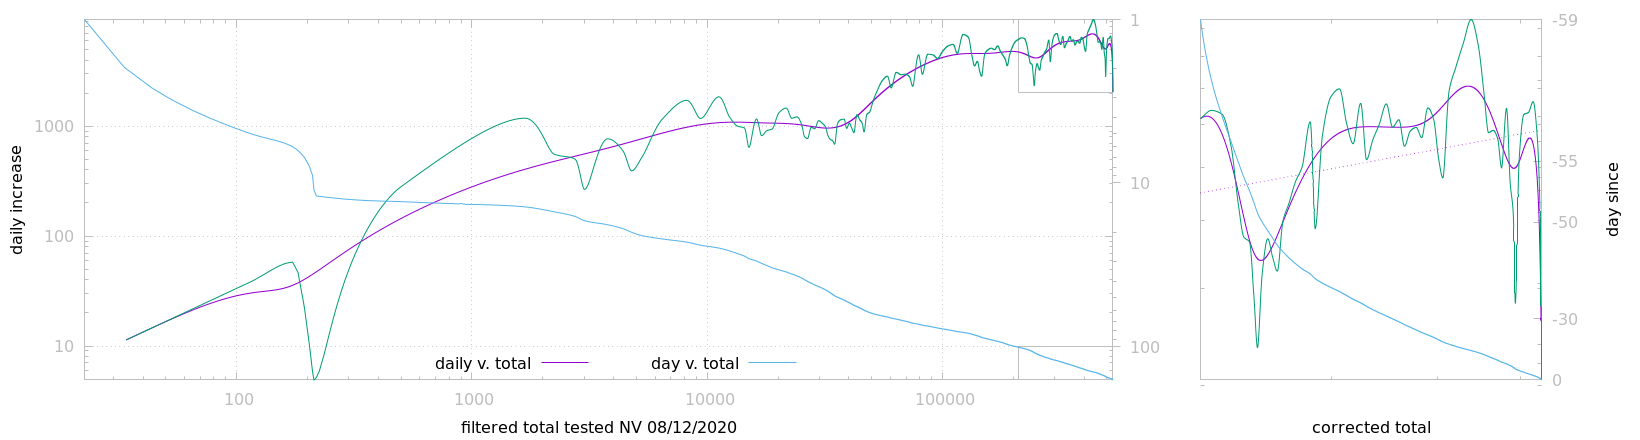 1
-59
1000
10
-55
100
-50
10
daily v. total
day v. total
100
-30
0
100
1000
10000
100000
daily increase
day since
filtered total tested NV 08/12/2020
corrected total